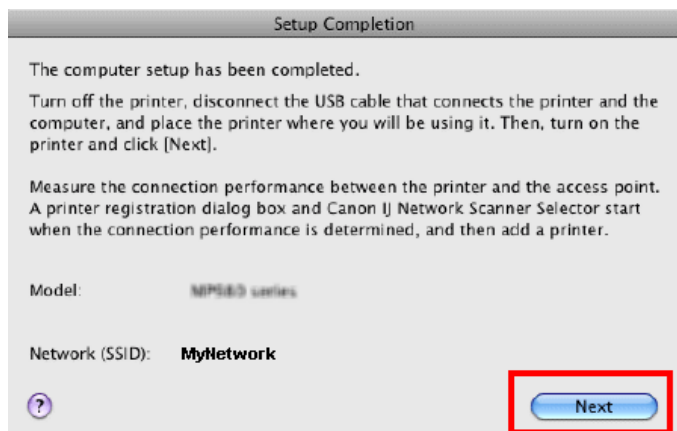 Setup Completion
The computer setup has been completed.
Turn off the printer, disconnect the USB cable that connects the printer and the
computer, and place the printer where you will be using it. Then, turn on the
printer and click [Next].
Measure the connection performance between the printer and the access point.
A printer registration dialog box and Canon IJ Network Scanner Selector start
when the connection performance is determined, and then add a printer.
Model: series
Network (SSID): MyNetwork
? Next